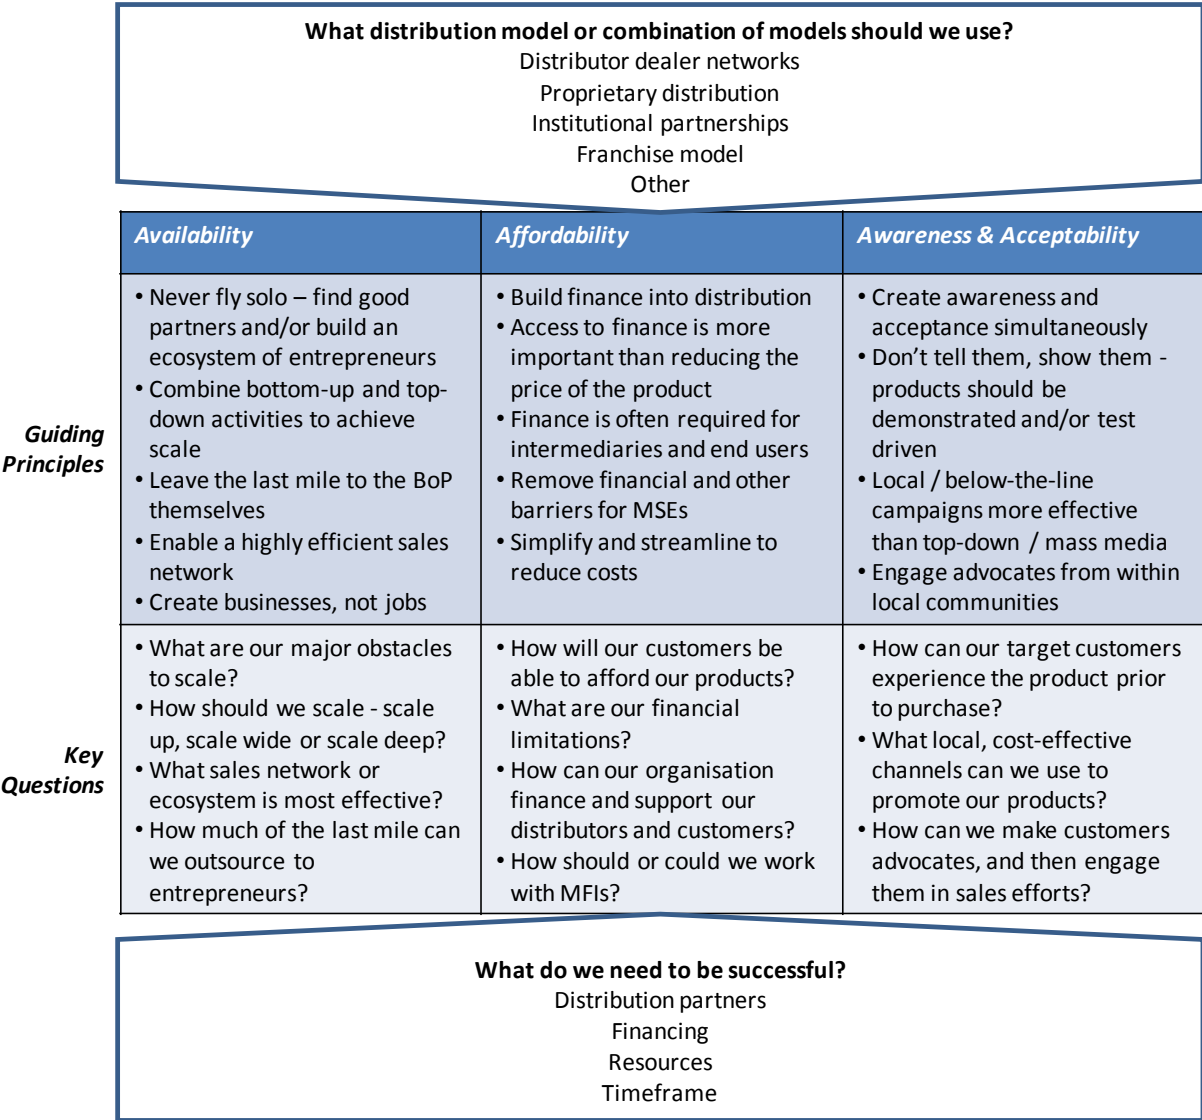 What distribution model or combination of models should we use?
Distributor dealer networks
Proprietary distribution
Institutional partnerships
Franchise model
Other
Availability
Affordability
Awareness & Acceptability
Guiding
Principles
• Never fly solo – find good
partners and/or build an
ecosystem of entrepreneurs
• Combine bottom-up and top-
down activities to achieve
scale
• Leave the last mile to the BoP
themselves
• Enable a highly efficient sales
network
• Create businesses, not jobs
• Build finance into distribution
• Access to finance is more
important than reducing the
price of the product
• Finance is often required for
intermediaries and end users
• Remove financial and other
barriers for MSEs
• Simplify and streamline to
reduce costs
• Create awareness and
acceptance simultaneously
• Don’t tell them, show them -
products should be
demonstrated and/or test
driven
• Local / below-the-line
campaigns more effective
than top-down / mass media
• Engage advocates from within
local communities
Key
Questions
• What are our major obstacles
to scale?
• How should we scale - scale
up, scale wide or scale deep?
• What sales network or
ecosystem is most effective?
• How much of the last mile can
we outsource to
entrepreneurs?
• How will our customers be
able to afford our products?
• What are our financial
limitations?
• How can our organisation
finance and support our
distributors and customers?
• How should or could we work
with MFIs?
• How can our target customers
experience the product prior
to purchase?
• What local, cost-effective
channels can we use to
promote our products?
• How can we make customers
advocates, and then engage
them in sales efforts?
What do we need to be successful?
Distribution partners
Financing
Resources
Timeframe